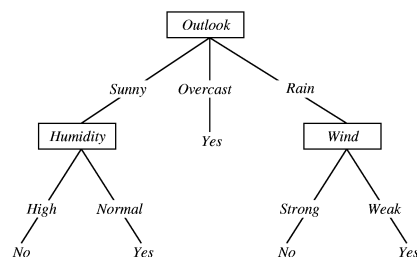 Outlook
Sunny Overcast Rain
Humidity Yes Wind
High Normal Strong Weak
No Yes No Yes